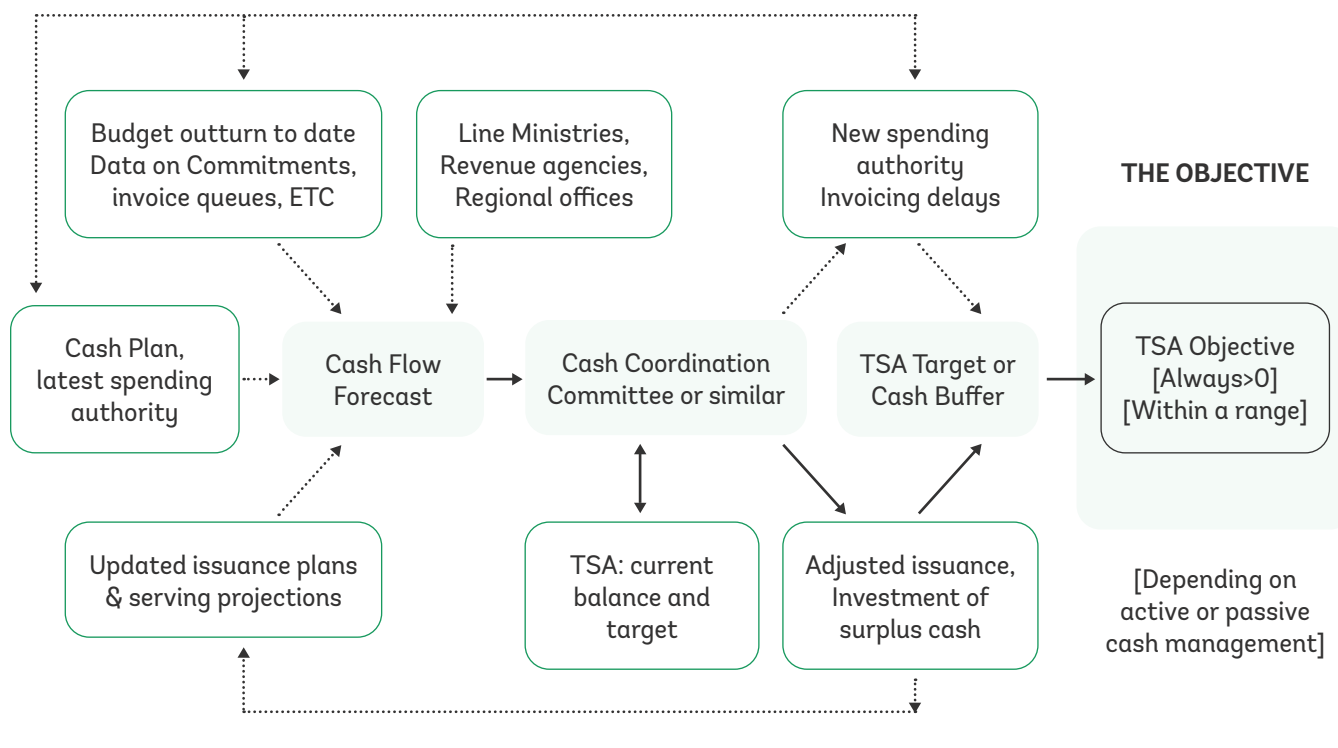 Budget outturn to date
Data on Commitments,
invoice queues, ETC
Line Ministries,
Revenue agencies,
Regional offices
New spending
authority
Invoicing delays
THE OBJECTIVE
Cash Plan,
latest spending
authority
Cash Flow
Forecast
Cash Coordination
Committee or similar
TSA Target or
Cash Buffer
TSA Objective
[Always>0]
[Within a range]
Updated issuance plans
& serving projections
TSA: current
balance and
target
Adjusted issuance,
Investment of
surplus cash
[Depending on
active or passive
cash management]